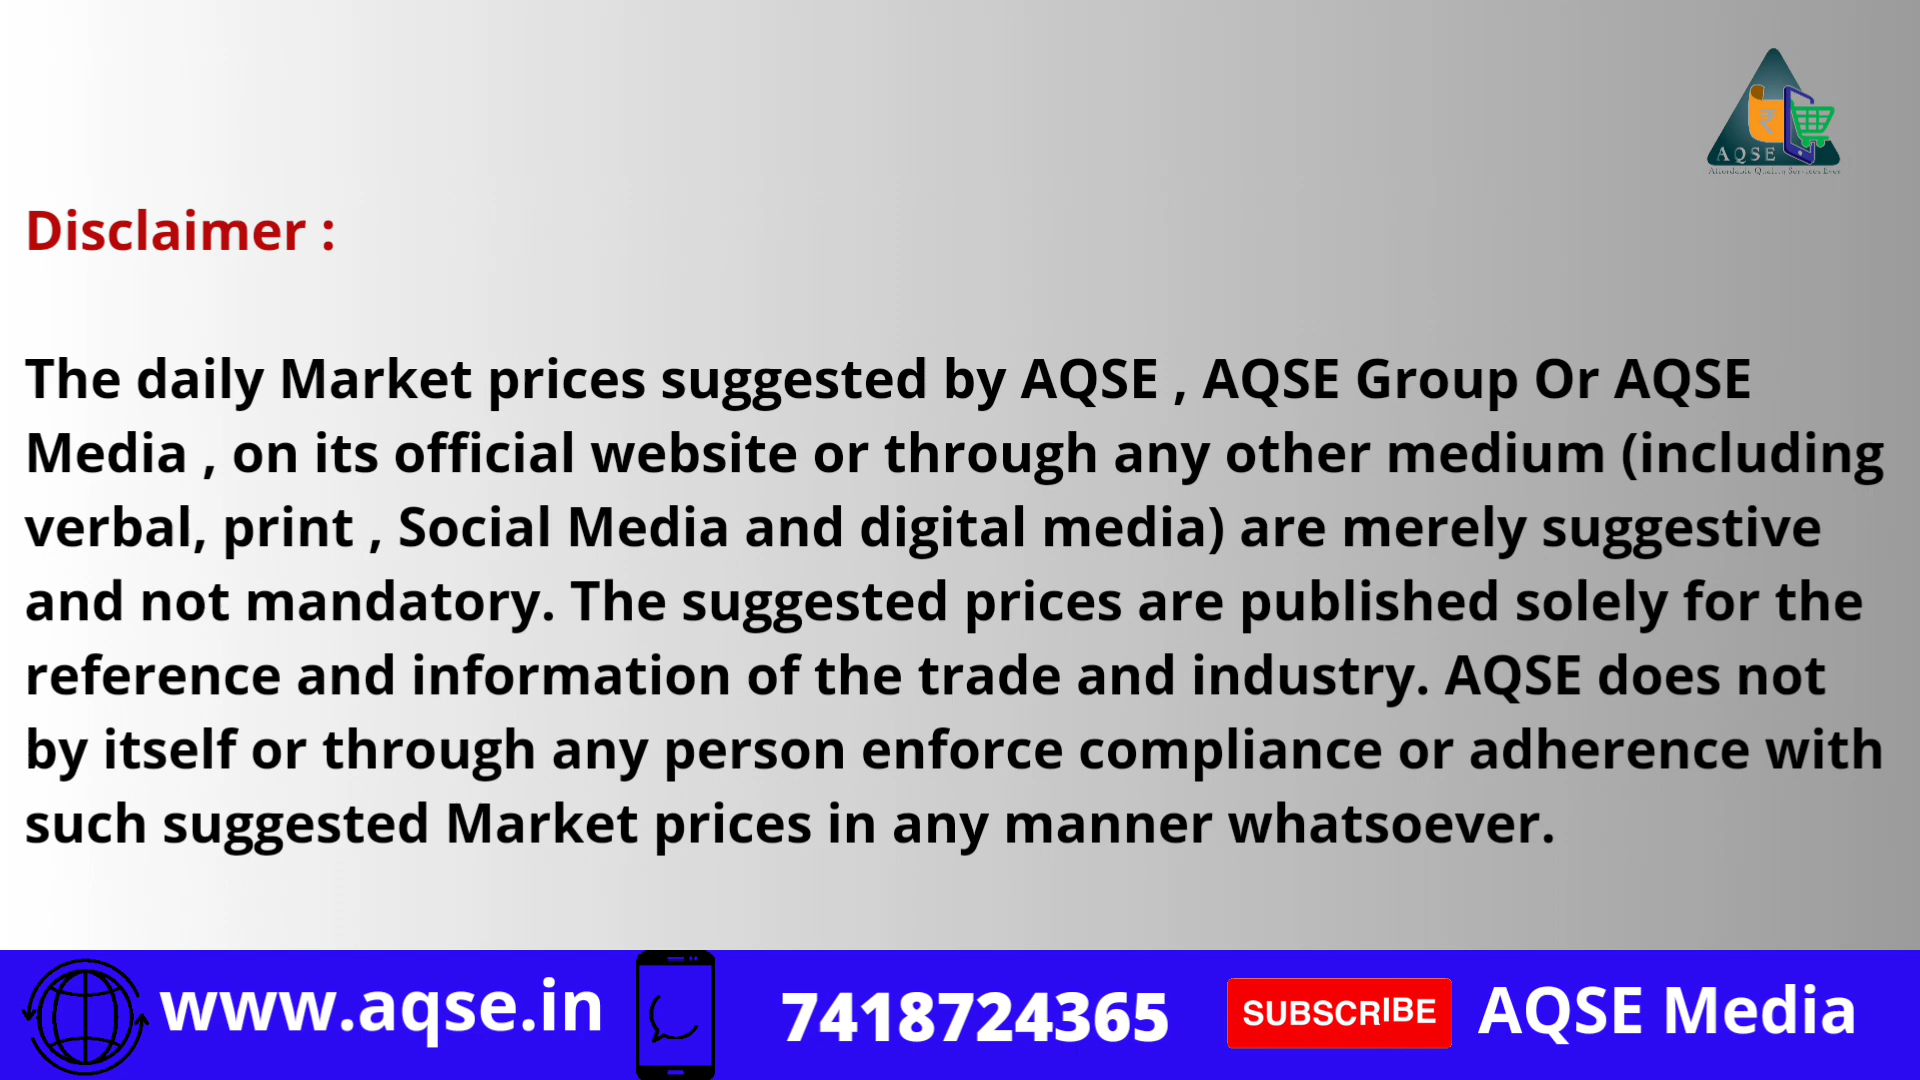 ₹
AQSE
Affordable Quality Services Ever
Disclaimer :
The daily Market prices suggested by AQSE , AQSE Group Or AQSE
Media , on its official website or through any other medium (including
verbal, print , Social Media and digital media) are merely suggestive
and not mandatory. The suggested prices are published solely for the
reference and information of the trade and industry. AQSE does not
by itself or through any person enforce compliance or adherence with
such suggested Market prices in any manner whatsoever.
www.aqse.in
7418724365
SUBSCRIBE
AQSE Media